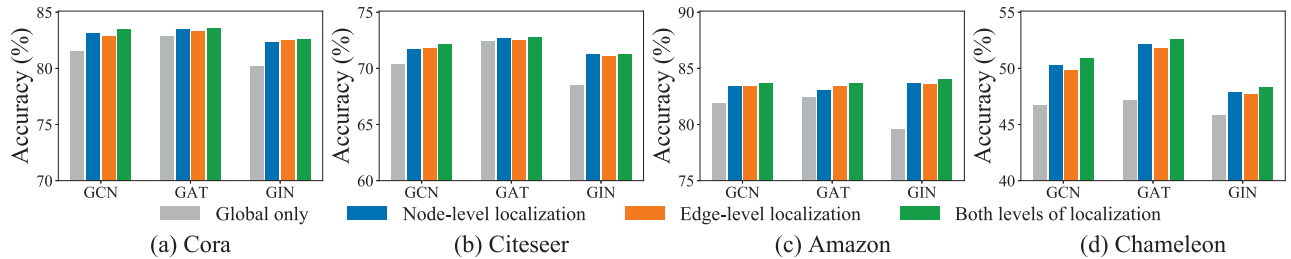 Accuracy (%)
85
80
75
70
GCN
GAT
GIN
Accuracy (%)
75
70
65
60
GCN
GAT
GIN
Accuracy (%)
90
85
80
75
GCN
GAT
GIN
Accuracy (%)
55
50
45
40
GCN
GAT
GIN
Global only
Node-level localization
Edge-level localization
Both levels of localization
(a) Cora
(b) Citeseer
(c) Amazon
(d) Chameleon